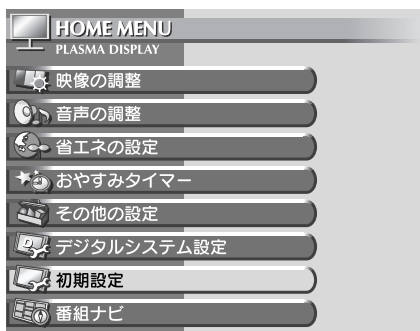 HOME MENU
PLASMA DISPLAY
映像の調整
音声の調整
省エネの設定
おやすみタイマー
その他の設定
デジタルシステム設定
初期設定
番組ナビ